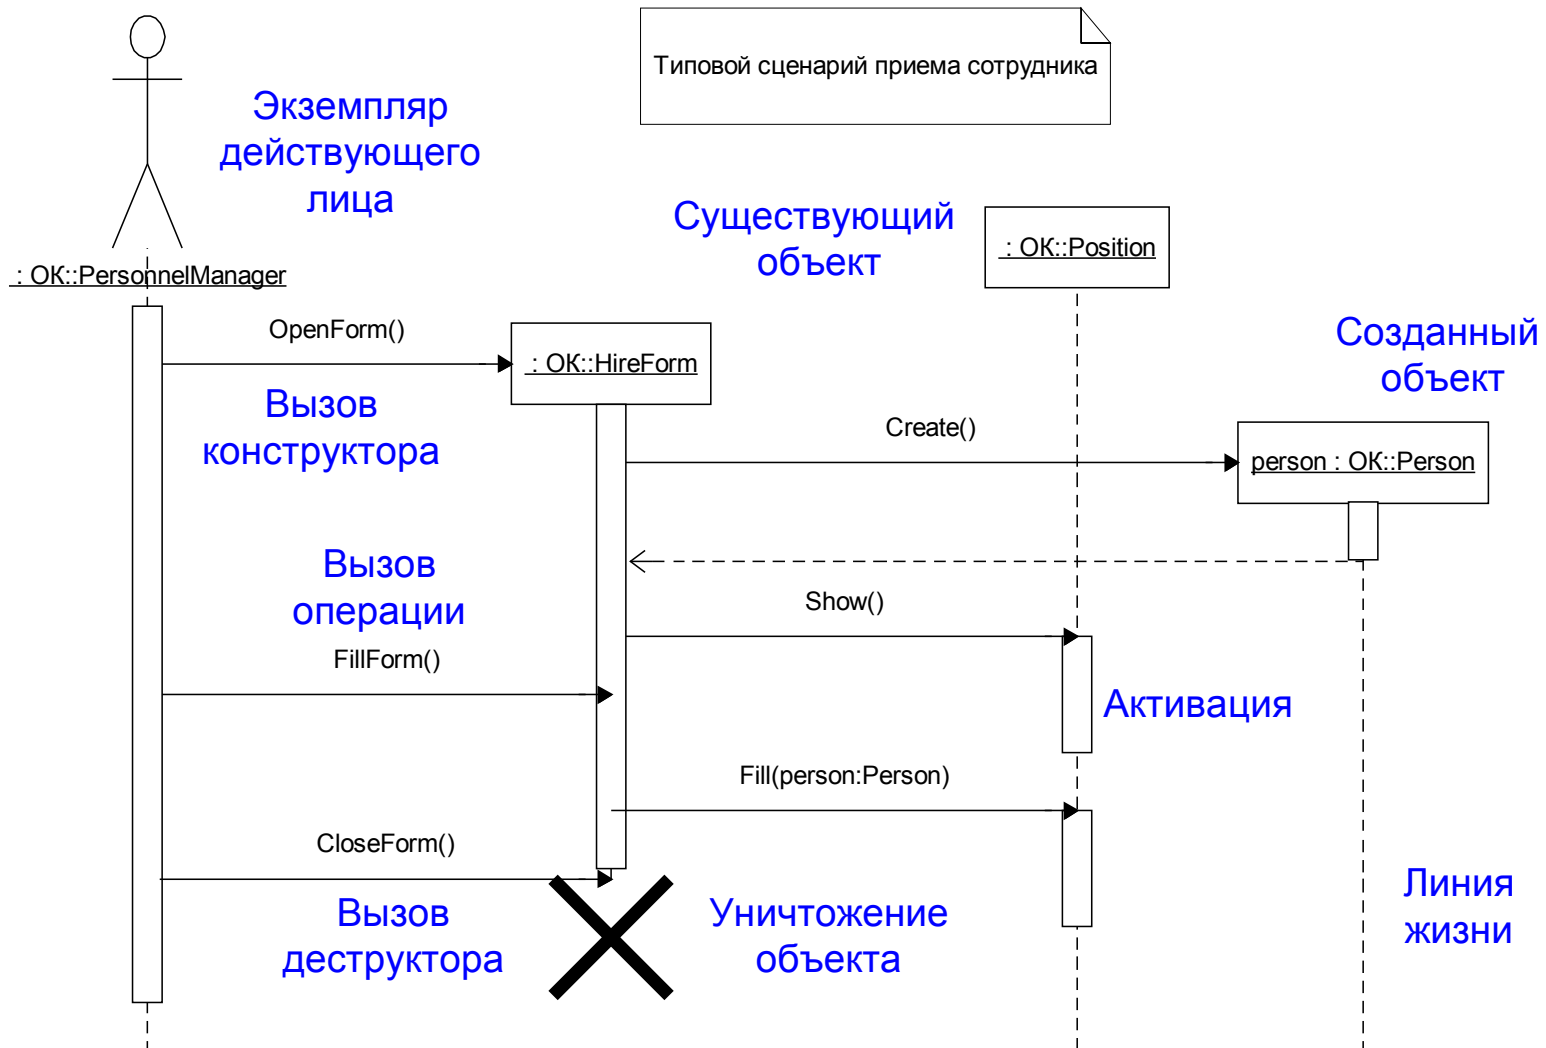 Типовой сценарий приема сотрудника
Экземпляр
действующего
лица
Существующий
объект
: ОК::Position
: ОК::PersonnelManager
OpenForm()
: ОК::HireForm
Созданный
объект
Вызов
конструктора
Create()
person : ОК::Person
Вызов
операции
Show()
FillForm()
Активация
Fill(person:Person)
CloseForm()
Вызов
деструктора
Уничтожение
объекта
Линия
жизни